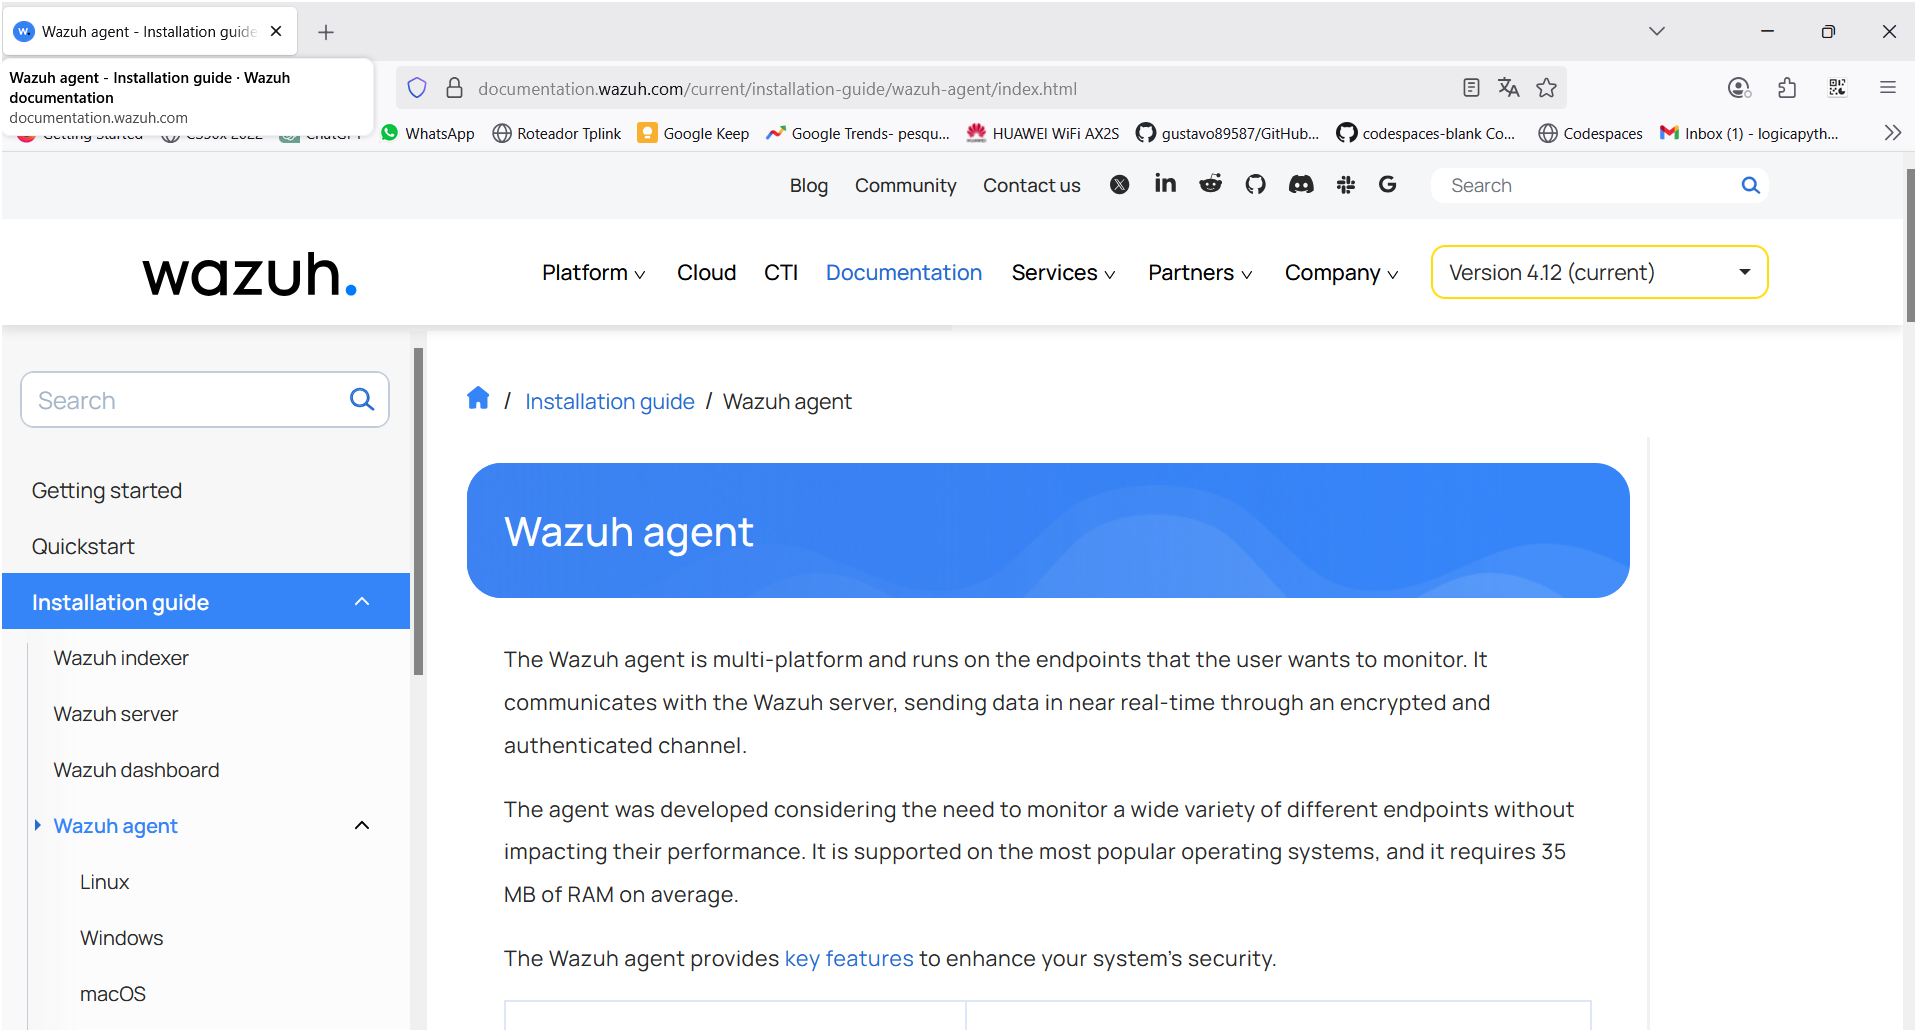 Wazuh agent - Installation guide
Wazuh agent - Installation guide · Wazuh
documentation
documentation.wazuh.com
documentation.wazuh.com/current/installation-guide/wazuh-agent/index.html
Getting Started
CS50x 2022
ChatGPT
WhatsApp
Roteador Tplink
Google Keep
Google Trends- pesqu...
HUAWEI WiFi AX2S
gustavo89587/GitHub...
codespaces-blank Co...
Codespaces
Inbox (1) - logicapyth...
Blog
Community
Contact us
Search
wazuh.
Platform
Cloud
CTI
Documentation
Services
Partners
Company
Version 4.12 (current)
Search
/ Installation guide / Wazuh agent
Getting started
Quickstart
Installation guide
Wazuh indexer
Wazuh server
Wazuh dashboard
Wazuh agent
Linux
Windows
macOS
Wazuh agent
The Wazuh agent is multi-platform and runs on the endpoints that the user wants to monitor. It
communicates with the Wazuh server, sending data in near real-time through an encrypted and
authenticated channel.
The agent was developed considering the need to monitor a wide variety of different endpoints without
impacting their performance. It is supported on the most popular operating systems, and it requires 35
MB of RAM on average.
The Wazuh agent provides key features to enhance your system's security.